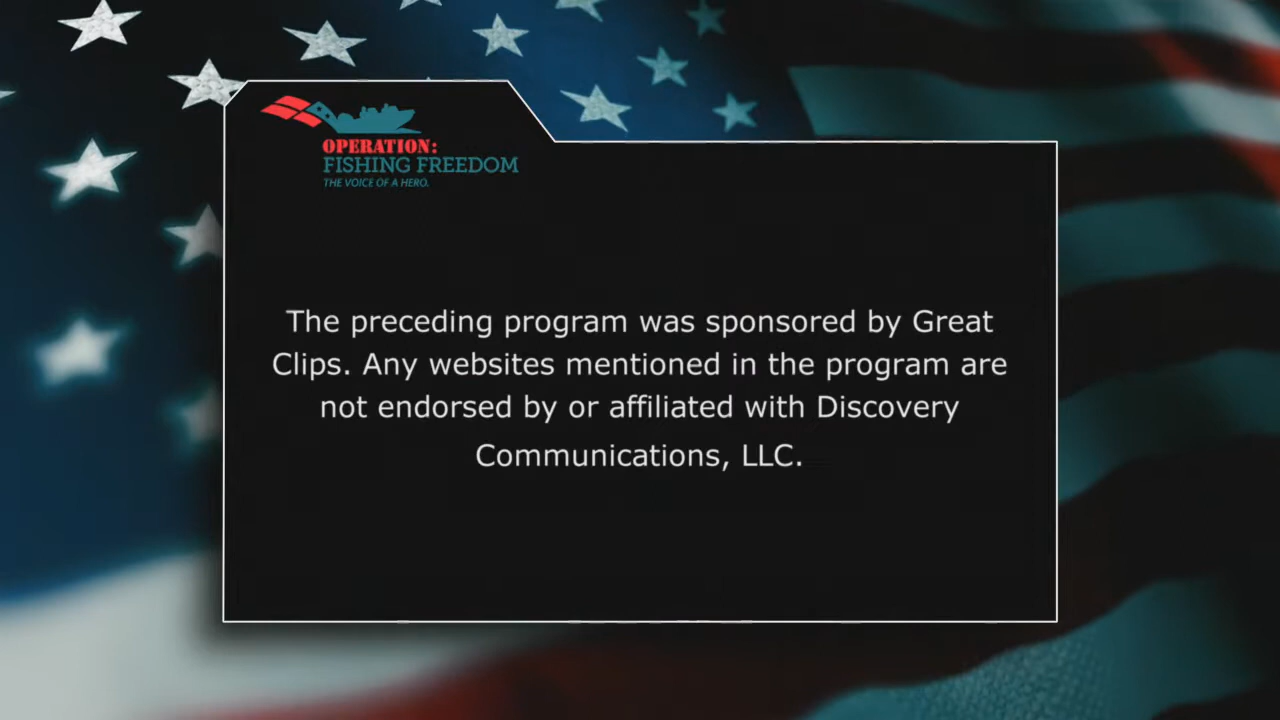 OPERATION:
FISHING FREEDOM
THE VOICE OF A HERO.
The preceding program was sponsored by Great
Clips. Any websites mentioned in the program are
not endorsed by or affiliated with Discovery
Communications, LLC.